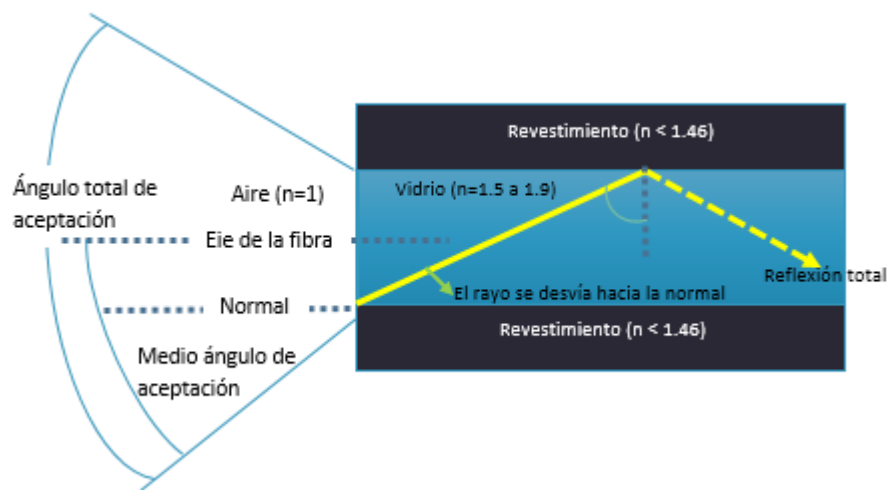 Revestimiento (n < 1.46)
Ángulo total de
aceptación
Aire (n=1)
Vidrio (n=1.5 a 1.9)
Eie de la fibra
Reflexión total
El rayo se desvía hacia la normal
Normal
Revestimiento (n < 1.46)
Medio ángulo de
aceptación